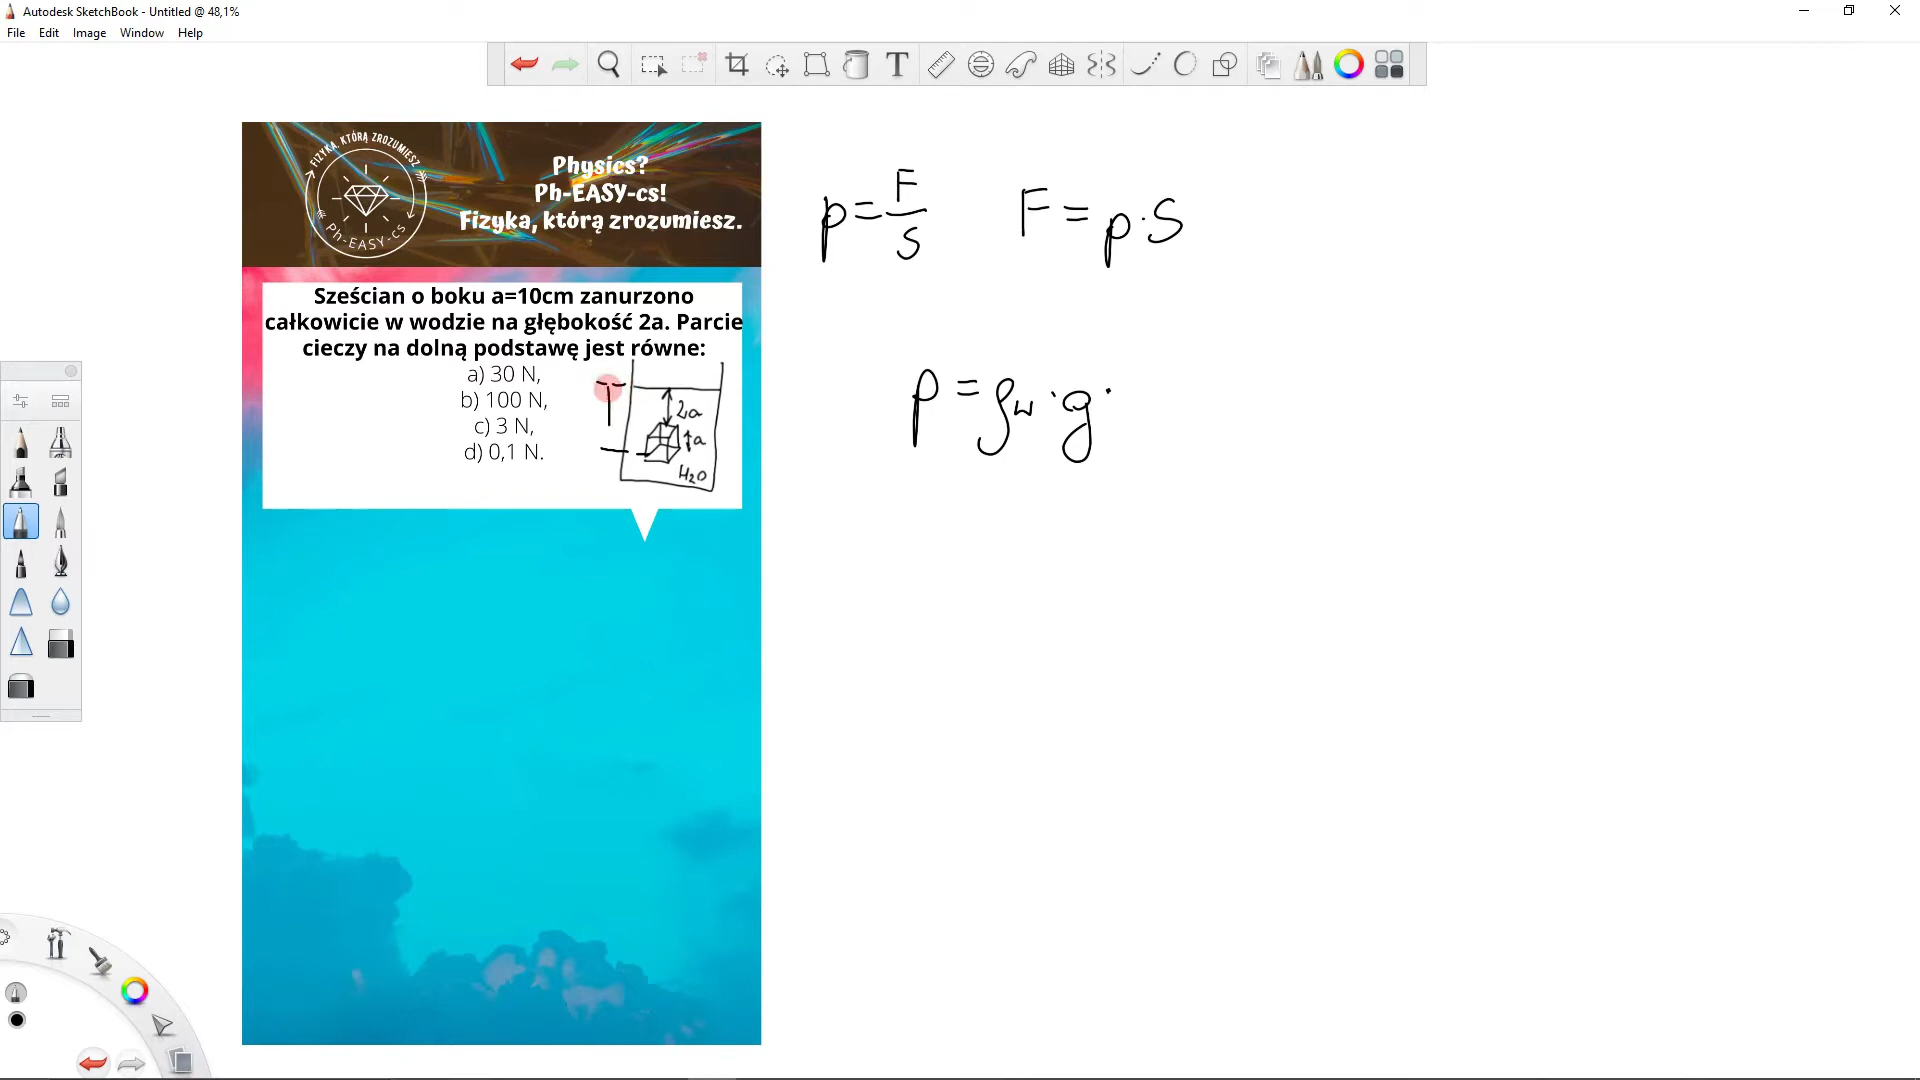 Autodesk SketchBook - Untitled @ 48,1%
File Edit Image Window Help
T
FIZYKA, KTÓRĄ ZROZUMIESZ
Ph-EASY-cs
Physics?
Ph-EASY-cs!
Fizyka, którą zrozumiesz.
Sześcian o boku a=10cm zanurzono
całkowicie w wodzie na głębokość 2a. Parcie
cieczy na dolną podstawę jest równe:
a) 30 N,
b) 100 N,
c) 3 N,
d) 0,1 N.
2a
a
H₂O
p = F/S
F = p·S
p = ρw·g·